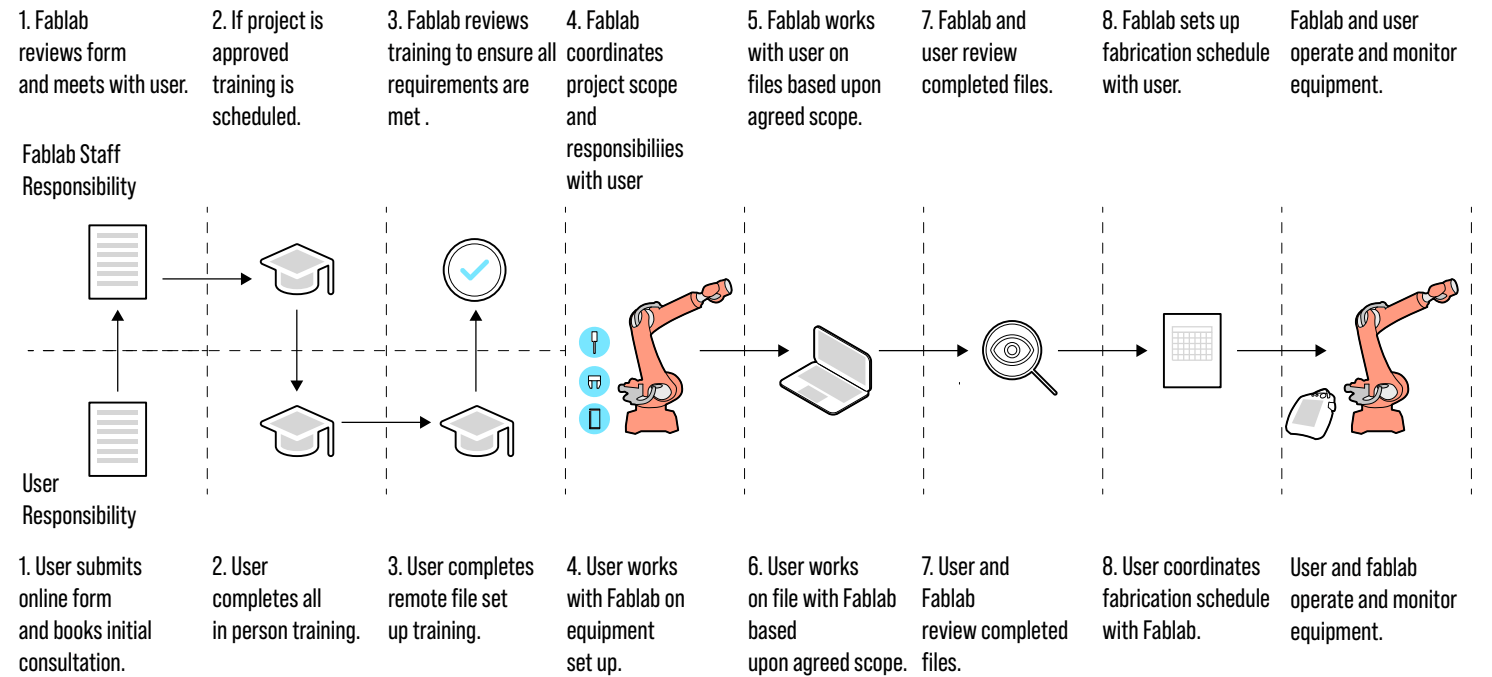 1. Fablab
reviews form
and meets with user.
2. If project is
approved
training is
scheduled.
3. Fablab reviews
training to ensure all
requirements are
met .
4. Fablab
coordinates
project scope
and
responsibiliies
with user
5. Fablab works
with user on
files based upon
agreed scope.
7. Fablab and
user review
completed files.
8. Fablab sets up
fabrication schedule
with user.
Fablab and user
operate and monitor
equipment.
Fablab Staff
Responsibility
User
Responsibility
1. User submits
online form
and books initial
consultation.
2. User
completes all
in person training.
3. User completes
remote file set
up training.
4. User works
with Fablab on
equipment
set up.
6. User works
on file with Fablab
based
upon agreed scope.
7. User and
Fablab
review completed
files.
8. User coordinates
fabrication schedule
with Fablab.
User and fablab
operate and monitor
equipment.